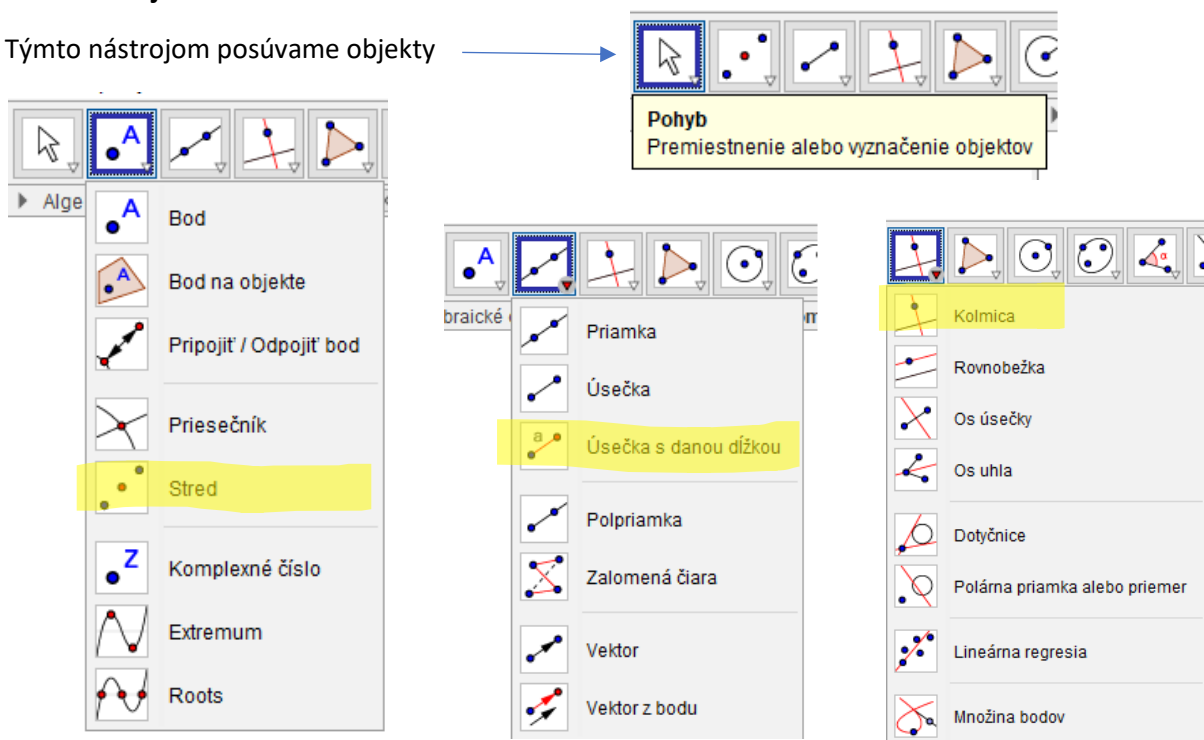 Týmto nástrojom posúvame objekty
Pohyb
Premiestnenie alebo vyznačenie objektov
A
Alge
A
Bod
A
Bod na objekte
Pripojiť / Odpojiť bod
Priesečník
Stred
Z
Komplexné číslo
Extremum
Roots
A
braické
Priamka
Úsečka
a
Úsečka s danou dĺžkou
Polpriamka
Zalomená čiara
Vektor
Vektor z bodu
α
Kolmica
Rovnobežka
Os úsečky
Os uhla
Dotyčnice
Polárna priamka alebo priemer
Lineárna regresia
Množina bodov